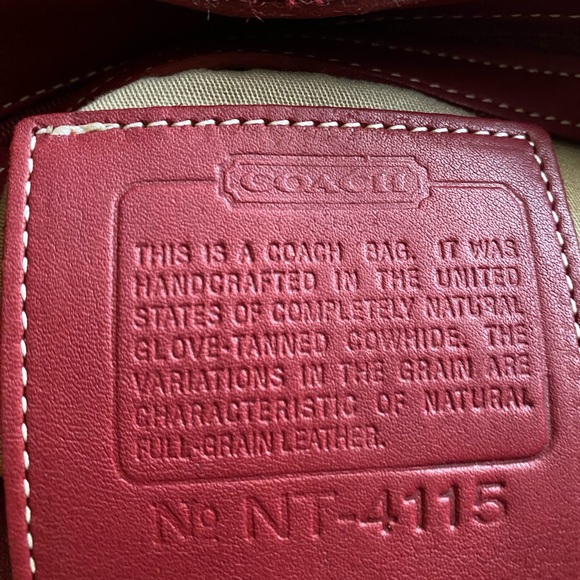 COACH
THIS IS A COACH BAG. IT WAS
HANDCRAFTED IN THE UNITED
STATES OF COMPLETELY NATURAL
GLOVE-TANNED COWHIDE. THE
VARIATIONS IN THE GRAIN ARE
CHARACTERISTIC OF NATURAL
FULL-GRAIN LEATHER.
No NT-4115